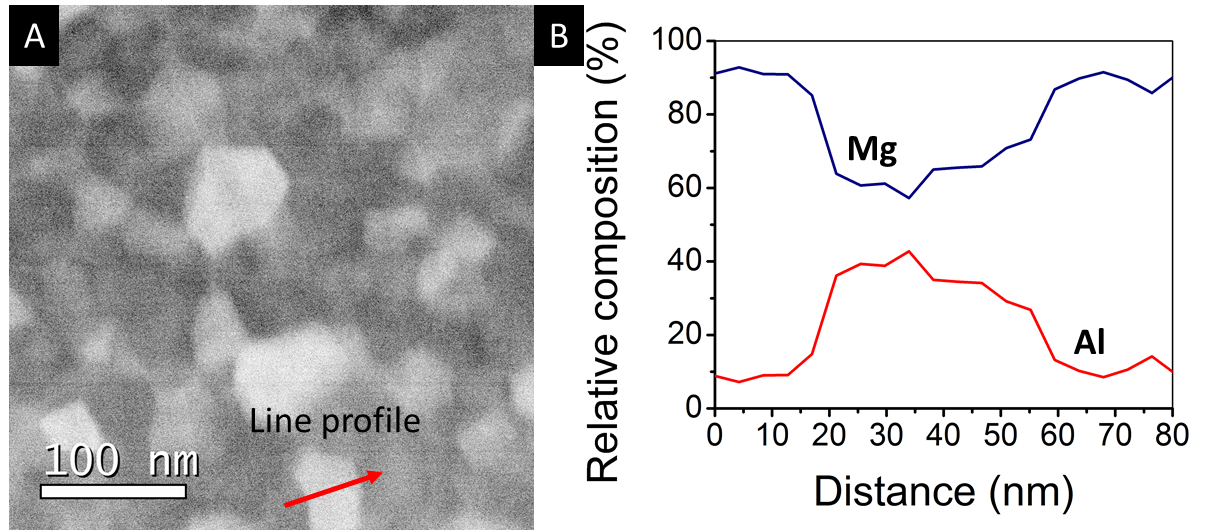 A
Line profile
100 nm
B
Relative composition (%)
100
80
60
40
20
0
Mg
Al
0 10 20 30 40 50 60 70 80
Distance (nm)